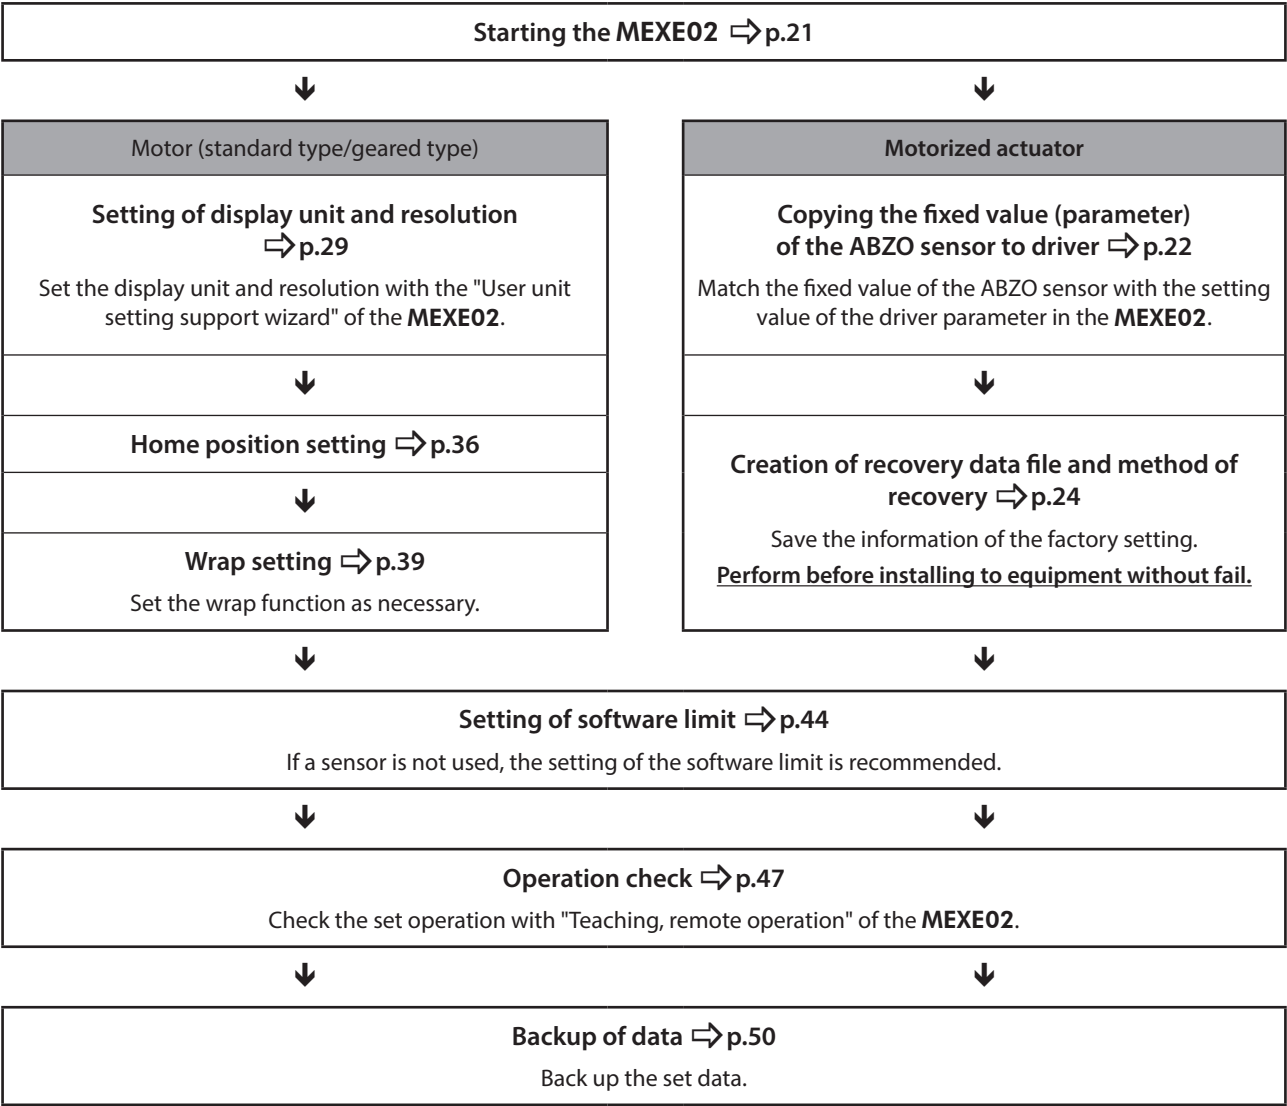 Starting the MEXE02 ⇨ p.21
Motor (standard type/geared type)
Setting of display unit and resolution
⇨ p.29
Set the display unit and resolution with the "User unit
setting support wizard" of the MEXE02.
Home position setting ⇨ p.36
Wrap setting ⇨ p.39
Set the wrap function as necessary.
Motorized actuator
Copying the fixed value (parameter)
of the ABZO sensor to driver ⇨ p.22
Match the fixed value of the ABZO sensor with the setting
value of the driver parameter in the MEXE02.
Creation of recovery data file and method of
recovery ⇨ p.24
Save the information of the factory setting.
Perform before installing to equipment without fail.
Setting of software limit ⇨ p.44
If a sensor is not used, the setting of the software limit is recommended.
Operation check ⇨ p.47
Check the set operation with "Teaching, remote operation" of the MEXE02.
Backup of data ⇨ p.50
Back up the set data.